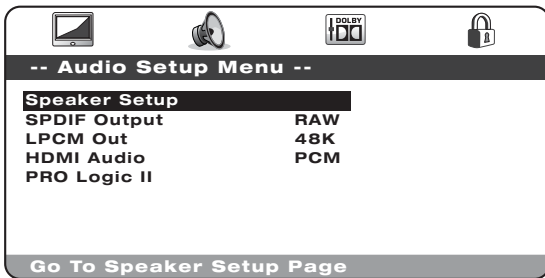 DOLBY
-- Audio Setup Menu --
Speaker Setup
SPDIF Output RAW
LPCM Out 48K
HDMI Audio PCM
PRO Logic II
Go To Speaker Setup Page